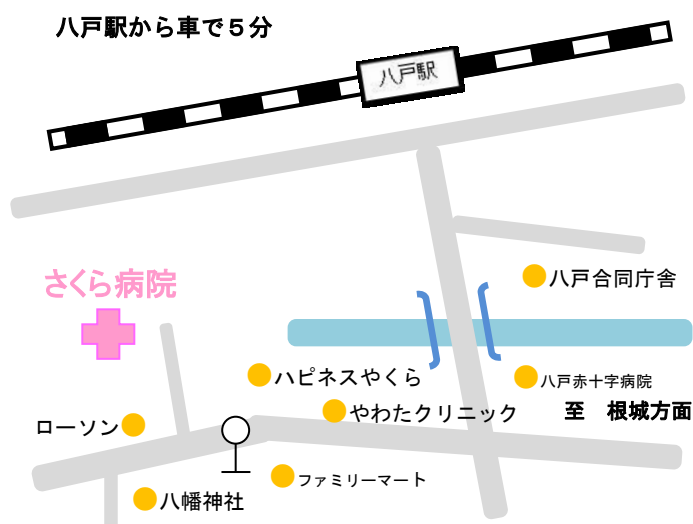 八戸駅から車で５分
八戸駅
さくら病院
八戸合同庁舎
ハピネスやくら
八戸赤十字病院
やわたクリニック
至　根城方面
ローソン
ファミリーマート
八幡神社